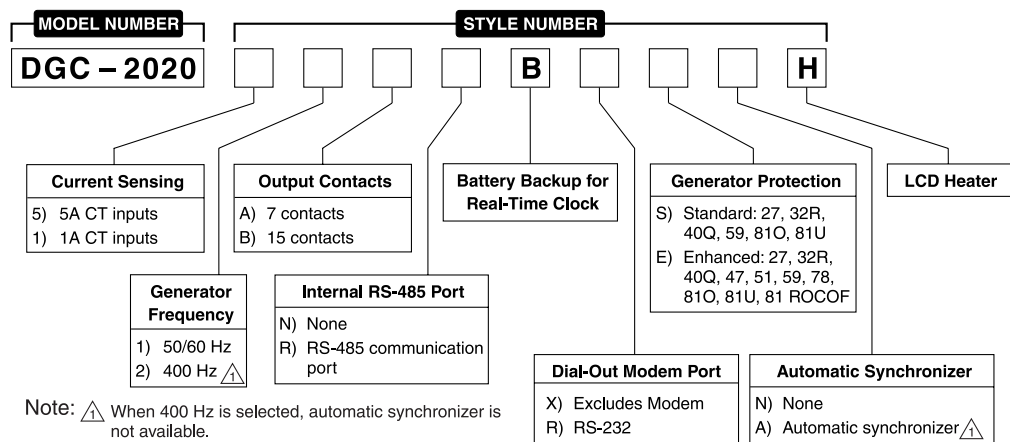 MODEL NUMBER
STYLE NUMBER
DGC – 2020
B
H
Current Sensing
5) 5A CT inputs
1) 1A CT inputs
Output Contacts
A) 7 contacts
B) 15 contacts
Battery Backup for
Real-Time Clock
Generator Protection
S) Standard: 27, 32R,
40Q, 59, 81O, 81U
E) Enhanced: 27, 32R,
40Q, 47, 51, 59, 78,
81O, 81U, 81 ROCOF
LCD Heater
Generator
Frequency
1) 50/60 Hz
2) 400 Hz 1
Internal RS-485 Port
N) None
R) RS-485 communication
port
Dial-Out Modem Port
X) Excludes Modem
R) RS-232
Automatic Synchronizer
N) None
A) Automatic synchronizer 1
Note: 1 When 400 Hz is selected, automatic synchronizer is
not available.